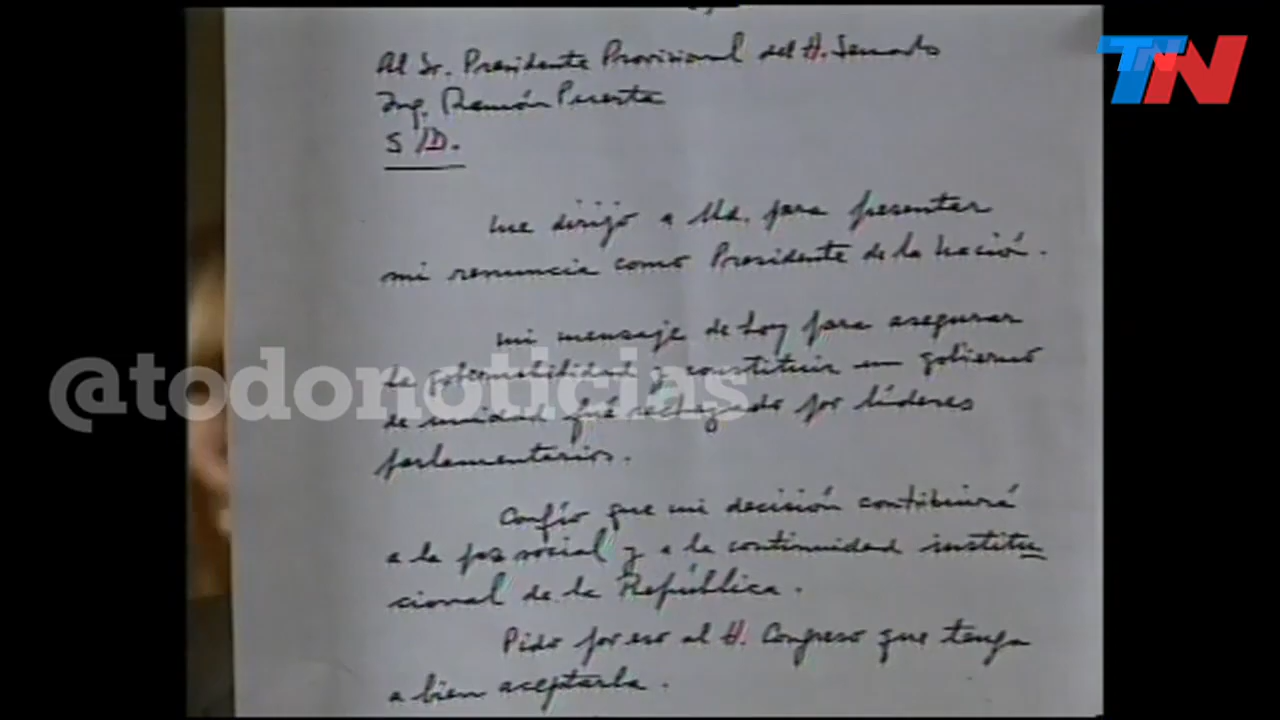 TN
Al Sr. Presidente Provisional del H. Senado
Ing. Ramón Puerta
S/D.
Me dirijo a Ud. para presentar
mi renuncia como Presidente de la Nación.
Mi mensaje de hoy para asegurar
la gobernabilidad y constituir un gobierno
de unidad fué rechazado por líderes
parlamentarios.
Confío que mi decisión contribuirá
a la paz social y a la continuidad institu
cional de la República.
Pido por eso al H. Congreso que tenga
a bien aceptarla.
@todonoticias